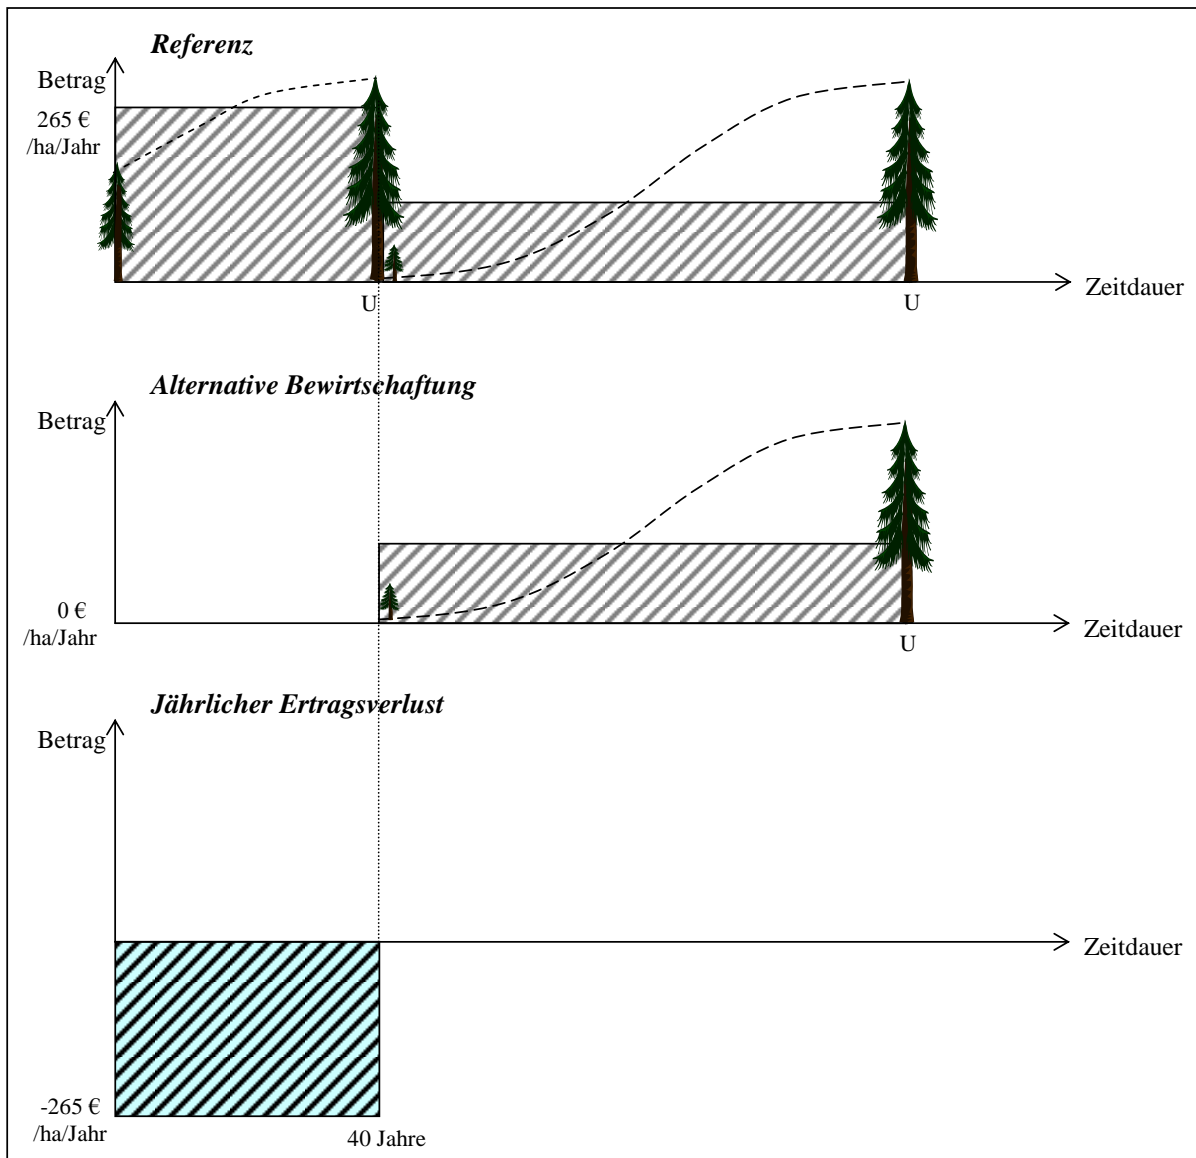 Referenz
Betrag
265 €
/ha/Jahr
Zeitdauer
U
U
Alternative Bewirtschaftung
Betrag
0 €
/ha/Jahr
Zeitdauer
U
Jährlicher Ertragsverlust
Betrag
Zeitdauer
-265 €
/ha/Jahr
40 Jahre